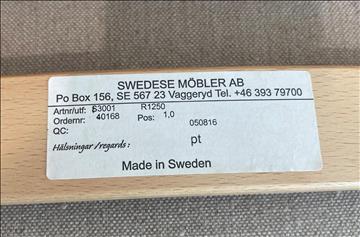 SWEDESE MÖBLER AB
Po Box 156, SE 567 23 Vaggeryd Tel. +46 393 79700
Artnr/utf: S3001 R1250
Ordernr: 40168 Pos: 1,0
QC: 050816
Hälsningar/regards: pt
Made in Sweden